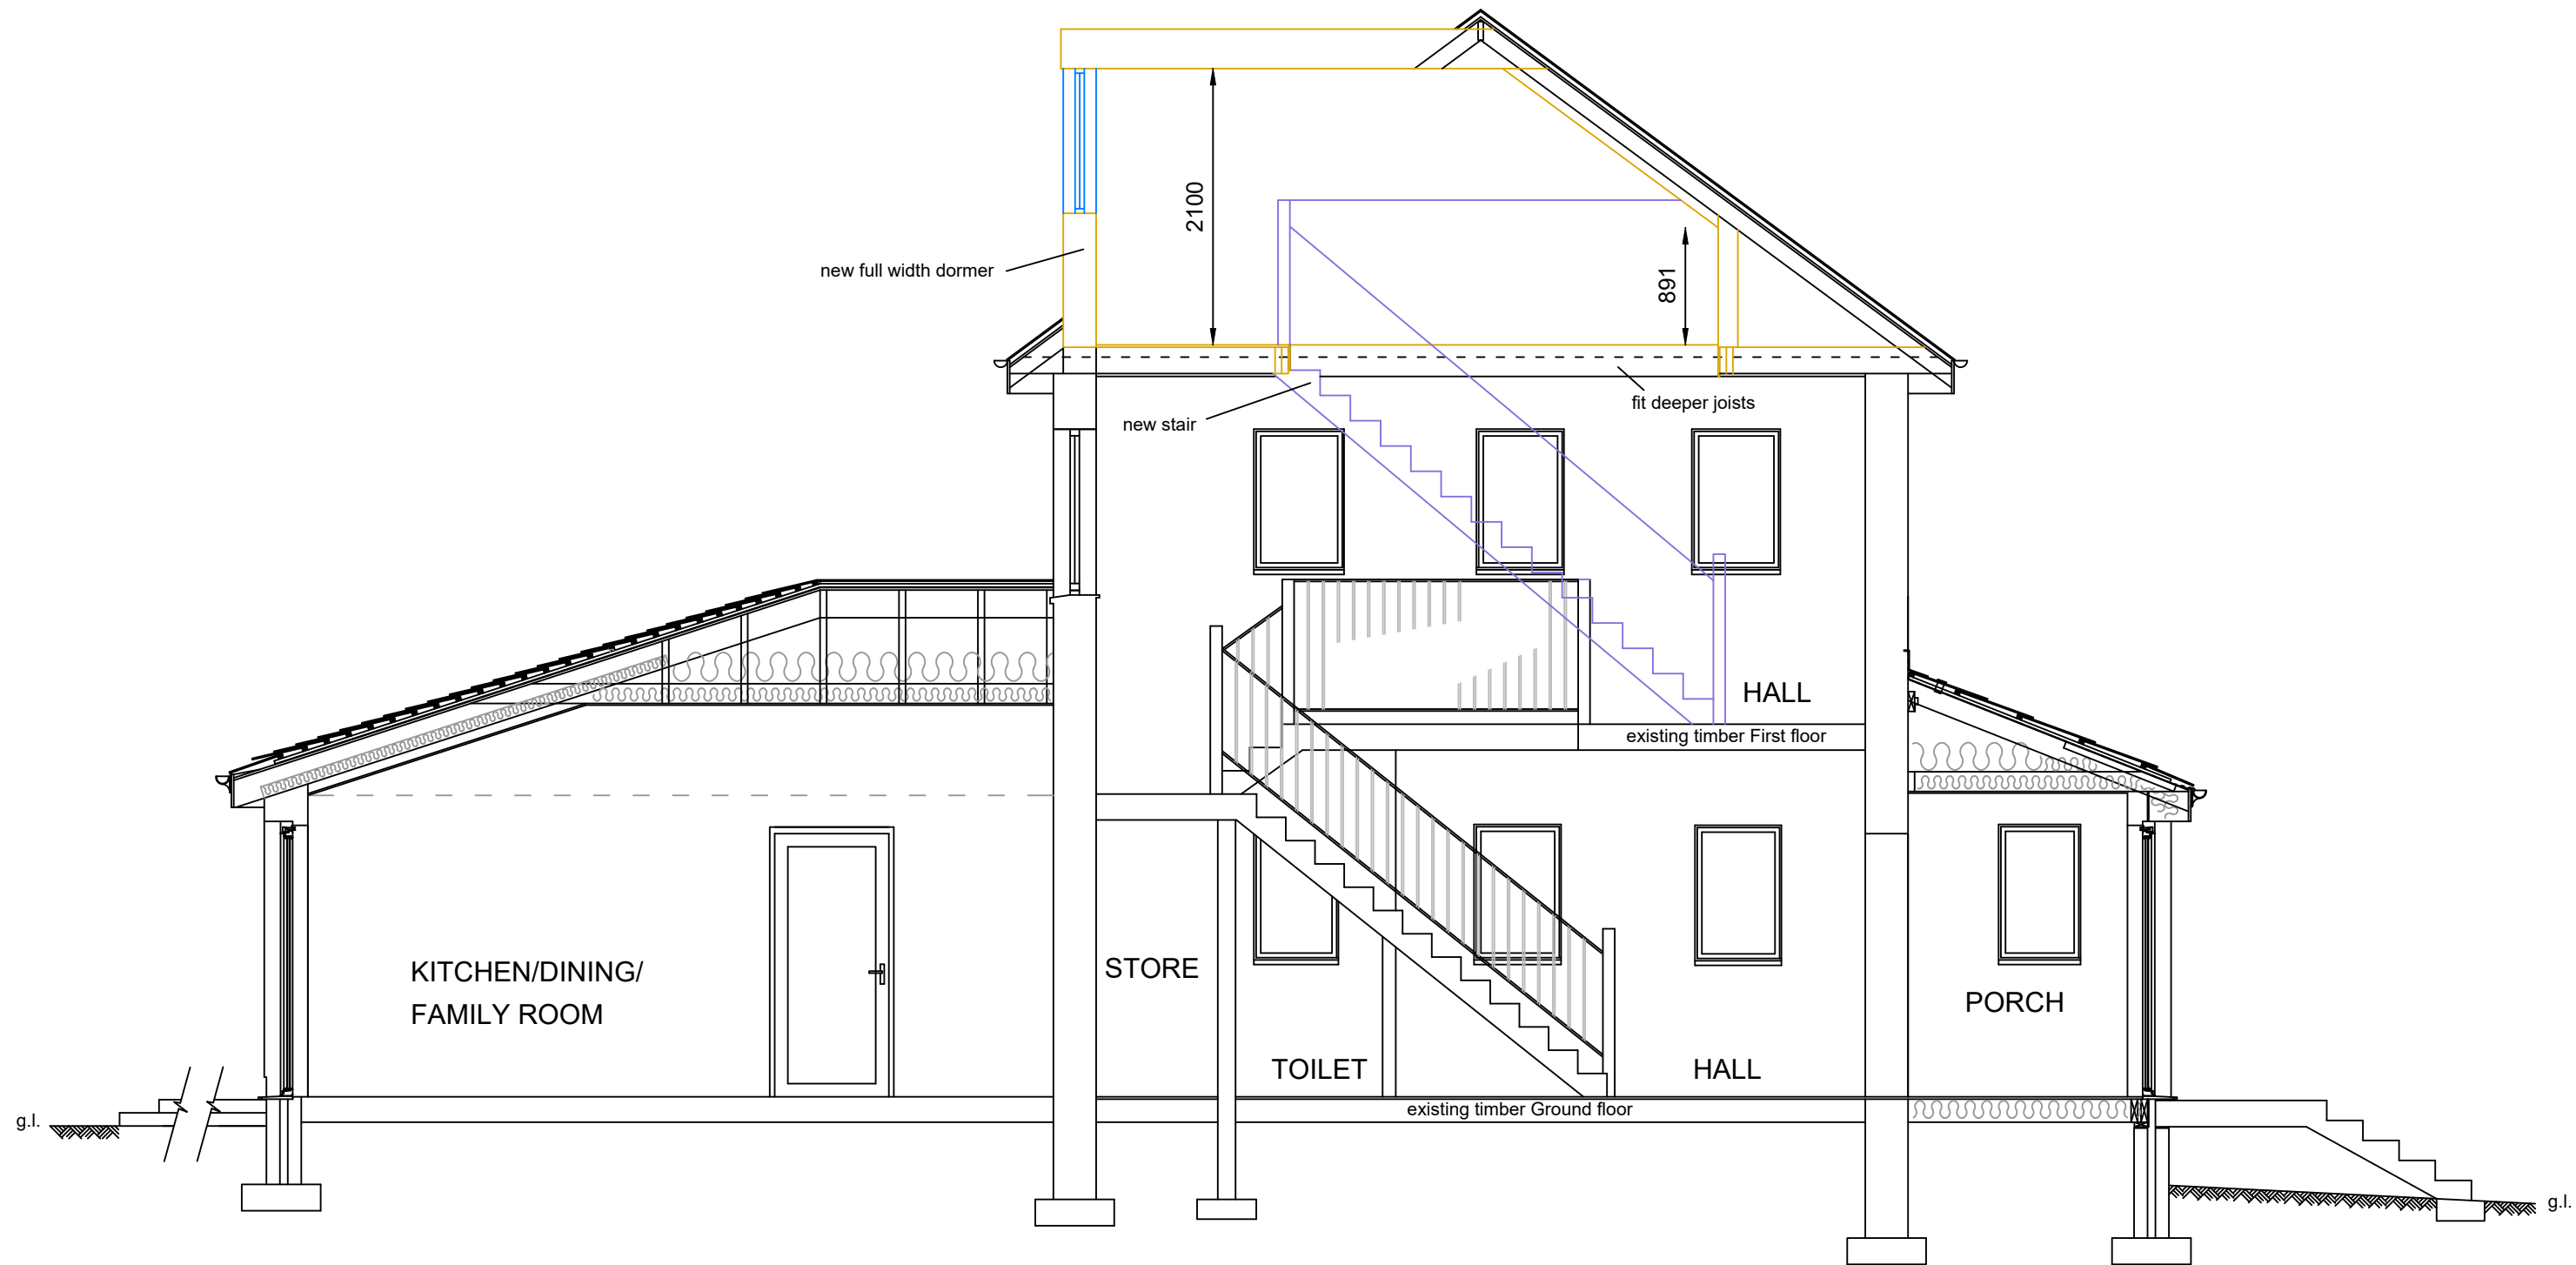 2100
891
new full width dormer
fit deeper joists
new stair
HALL
existing timber First floor
KITCHEN/DINING/
FAMILY ROOM
STORE
PORCH
TOILET
HALL
existing timber Ground floor
g.l.
g.l.